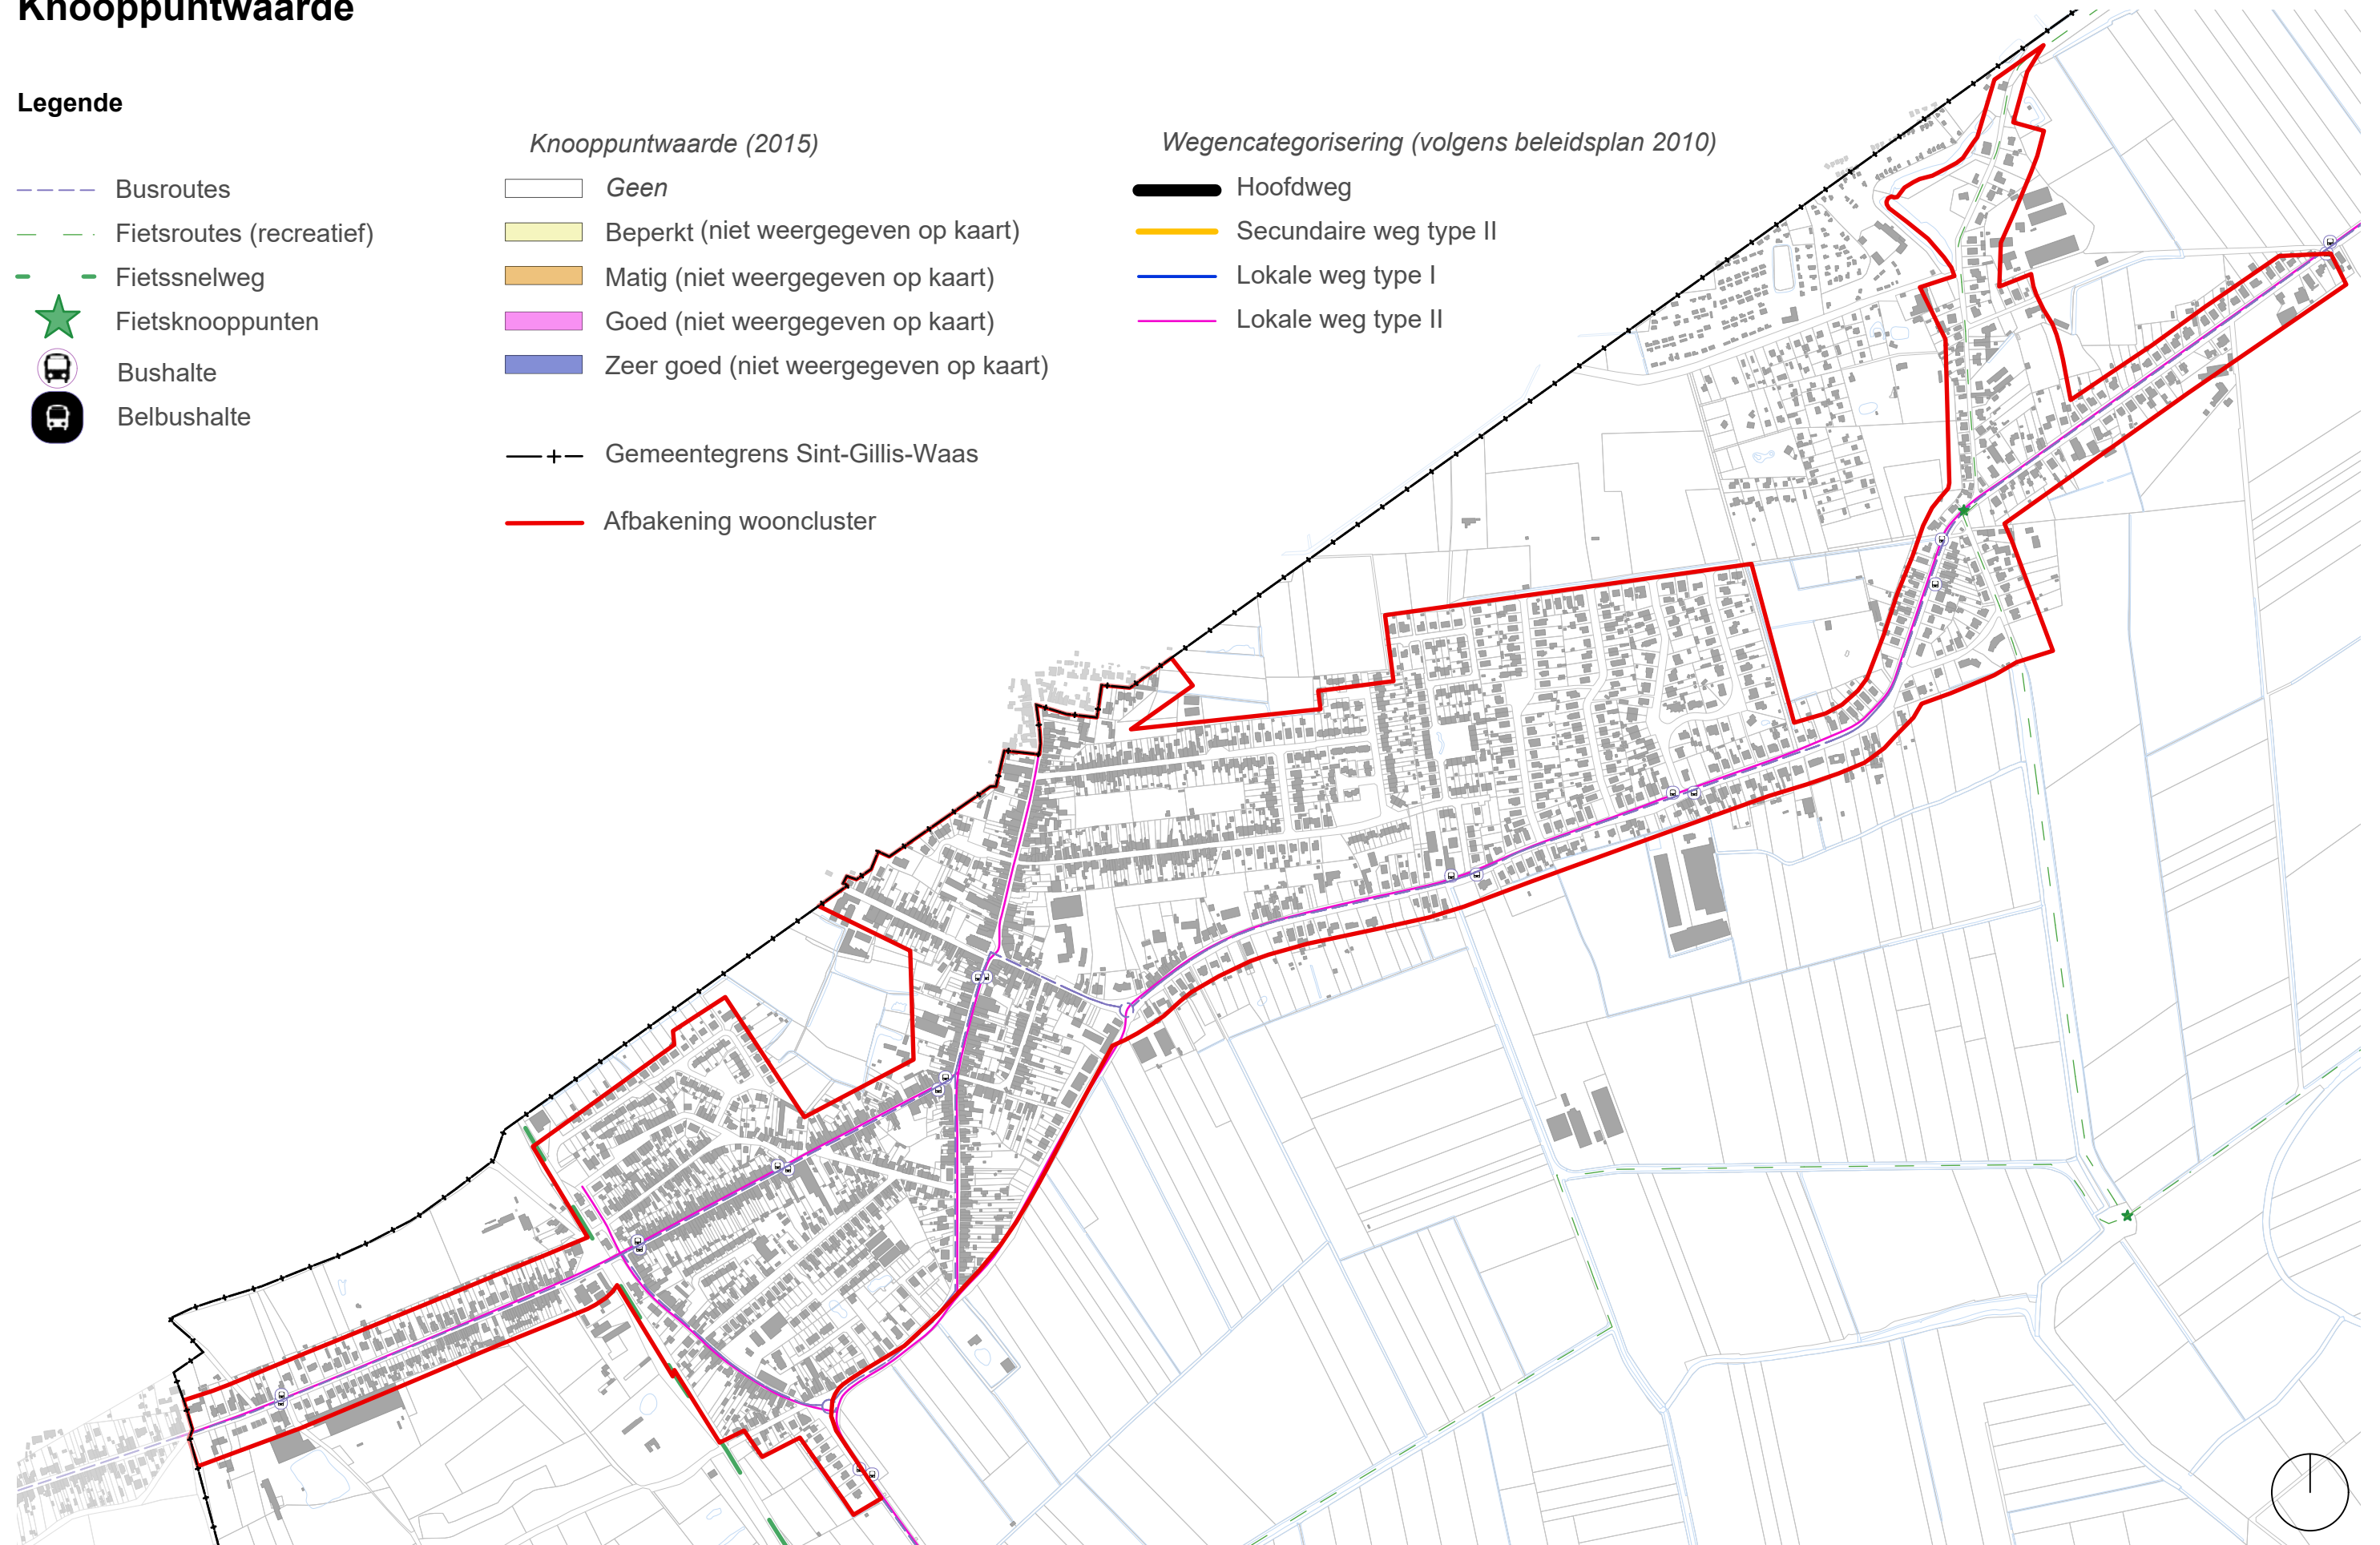 Knooppuntwaarde
Legende
Busroutes
Fietsroutes (recreatief)
Fietssnelweg
Fietsknooppunten
Bushalte
Belbushalte
Knooppuntwaarde (2015)
Geen
Beperkt (niet weergegeven op kaart)
Matig (niet weergegeven op kaart)
Goed (niet weergegeven op kaart)
Zeer goed (niet weergegeven op kaart)
Gemeentegrens Sint-Gillis-Waas
Afbakening wooncluster
Wegencategorisering (volgens beleidsplan 2010)
Hoofdweg
Secundaire weg type II
Lokale weg type I
Lokale weg type II